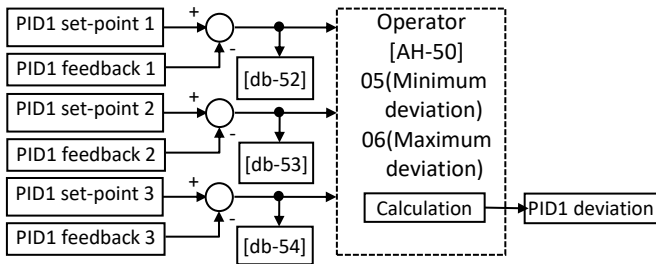 PID1 set-point 1
+
-
PID1 feedback 1
[db-52]
PID1 set-point 2
+
-
PID1 feedback 2
[db-53]
PID1 set-point 3
+
-
PID1 feedback 3
[db-54]
Operator
[AH-50]
05(Minimum
deviation)
06(Maximum
deviation)
Calculation
PID1 deviation